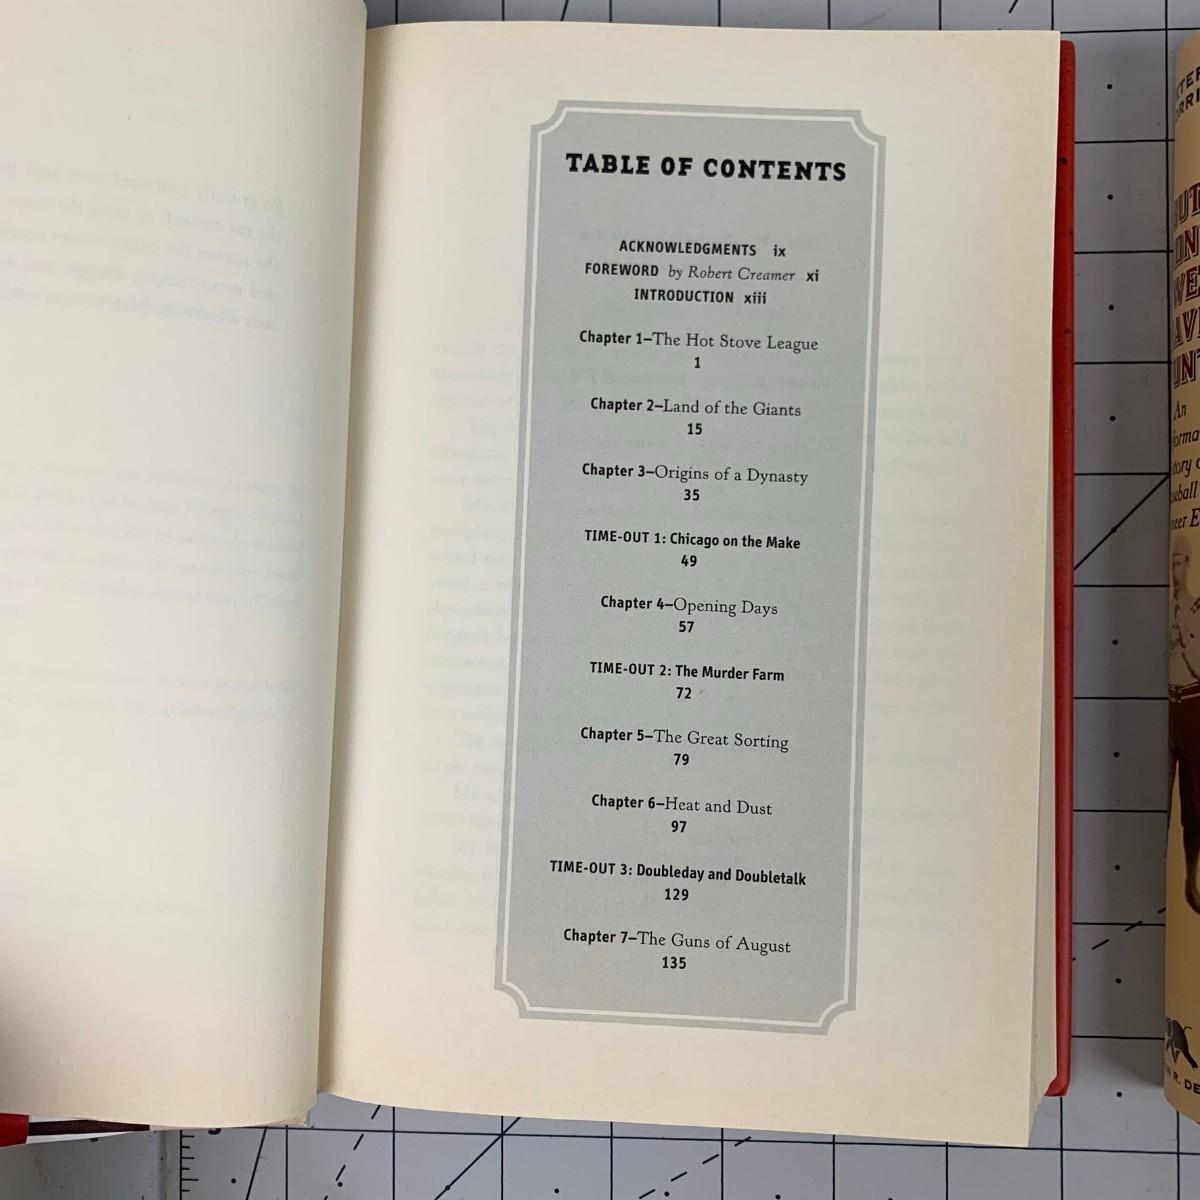 TABLE OF CONTENTS
ACKNOWLEDGMENTS ix
FOREWORD by Robert Creamer xi
INTRODUCTION xiii
Chapter 1–The Hot Stove League
1
Chapter 2–Land of the Giants
15
Chapter 3–Origins of a Dynasty
35
TIME-OUT 1: Chicago on the Make
49
Chapter 4–Opening Days
57
TIME-OUT 2: The Murder Farm
72
Chapter 5–The Great Sorting
79
Chapter 6–Heat and Dust
97
TIME-OUT 3: Doubleday and Doubletalk
129
Chapter 7–The Guns of August
135
An